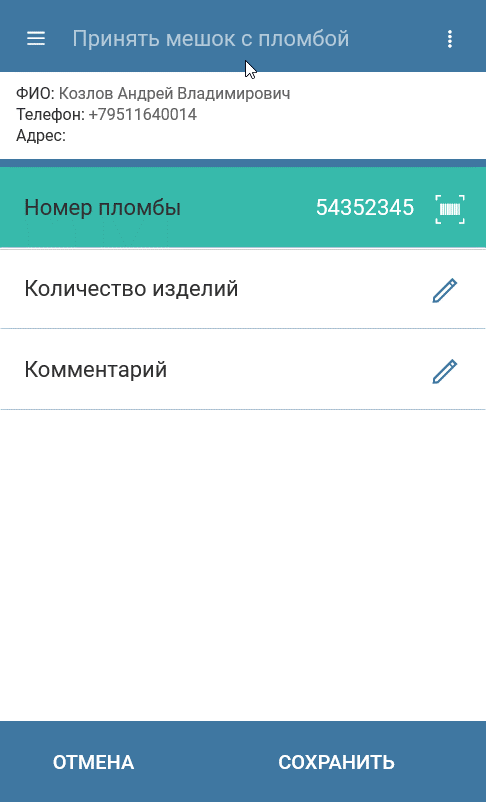 Принять мешок с пломбой
ФИО: Козлов Андрей Владимирович
Телефон: +79511640014
Адрес:
Номер пломбы 54352345
Количество изделий
Комментарий
ОТМЕНА СОХРАНИТЬ